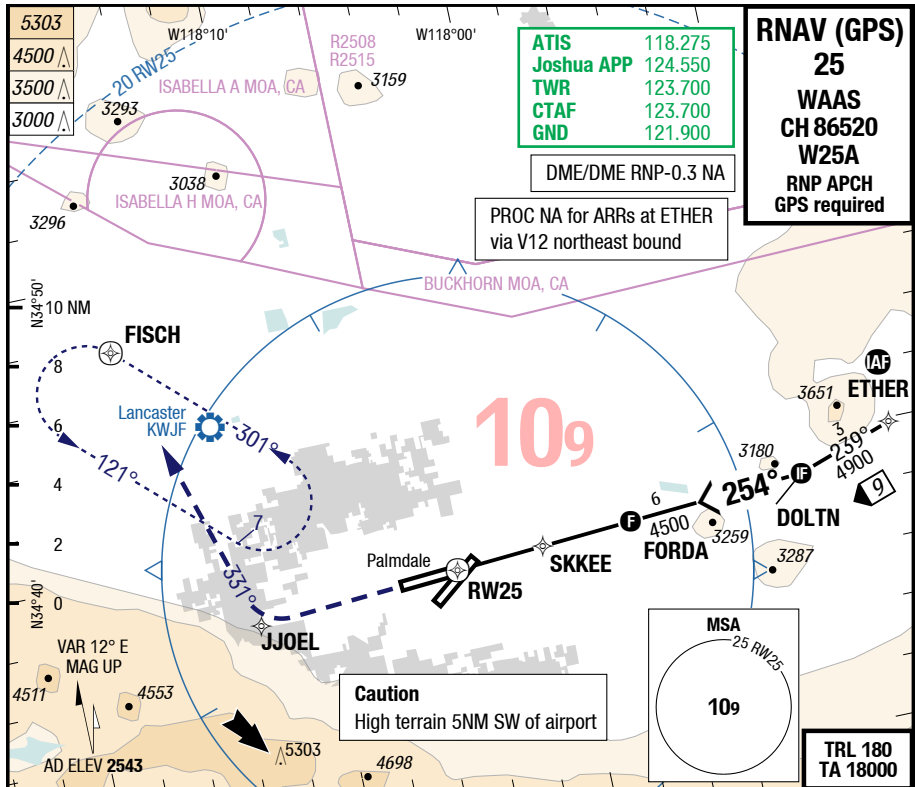 5303
4500
3500
3000
W118°10'
W118°00'
20 RW25
R2508
R2515
3159
ISABELLA A MOA, CA
3293
3038
ISABELLA H MOA, CA
3296
ATIS 118.275
Joshua APP 124.550
TWR 123.700
CTAF 123.700
GND 121.900
RNAV (GPS)
25
WAAS
CH 86520
W25A
RNP APCH
GPS required
DME/DME RNP-0.3 NA
PROC NA for ARRs at ETHER
via V12 northeast bound
BUCKHORN MOA, CA
N34°50'
10 NM
8
6
4
2
0
N34°40'
FISCH
Lancaster
KWJF
301°
121°
7
331°
JJOEL
109
IAF
ETHER
3651
3
239°
4900
9
3180
254°
IF
DOLTN
6
4500
F
FORDA
3259
3287
SKKEE
Palmdale
RW25
VAR 12° E
MAG UP
4511
4553
AD ELEV 2543
5303
4698
Caution
High terrain 5NM SW of airport
MSA
25 RW25
109
TRL 180
TA 18000